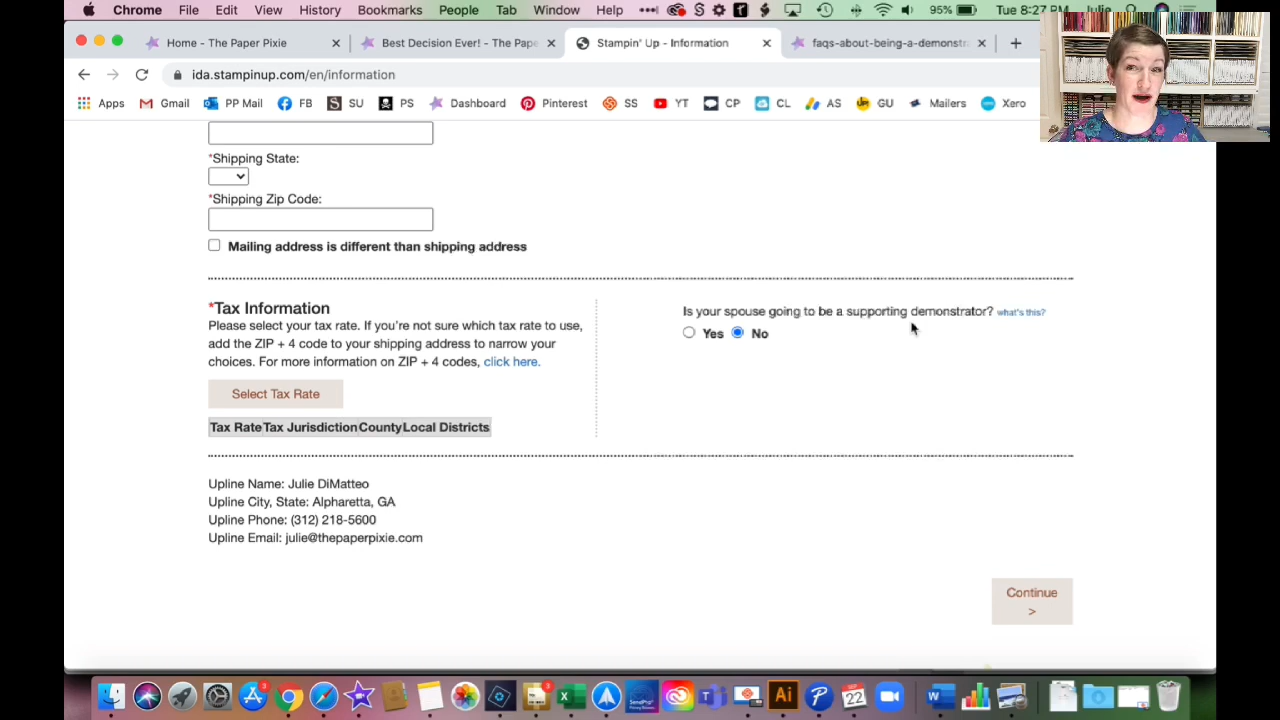 Chrome File Edit View History Bookmarks People Tab Window Help 95% Tue 8:27 PM Julie
Home - The Paper Pixie
Best Decision Ever! - The Pape
Stampin' Up - Information
faqs-about-being-a-demonstra
ida.stampinup.com/en/information
Apps Gmail PP Mail FB SU PS Dashboard Pinterest SS YT CP CL AS GU Mailers Xero
*Shipping State:
*Shipping Zip Code:
Mailing address is different than shipping address
*Tax Information
Please select your tax rate. If you're not sure which tax rate to use,
add the ZIP + 4 code to your shipping address to narrow your
choices. For more information on ZIP + 4 codes, click here.
Select Tax Rate
Tax Rate Tax Jurisdiction County Local Districts
Is your spouse going to be a supporting demonstrator? what's this?
Yes No
Upline Name: Julie DiMatteo
Upline City, State: Alpharetta, GA
Upline Phone: (312) 218-5600
Upline Email: julie@thepaperpixie.com
Continue
>
Ai
22